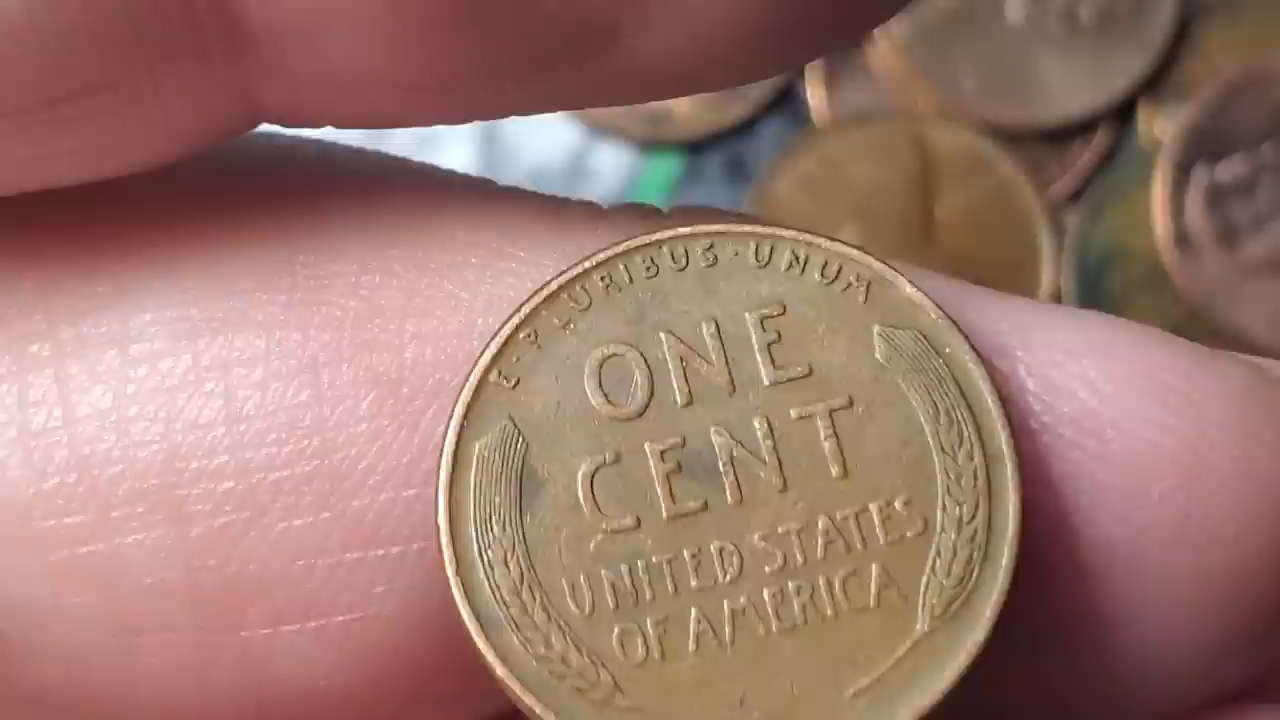 E·PLURIBUS·UNUM
ONE
CENT
UNITED STATES
OF AMERICA